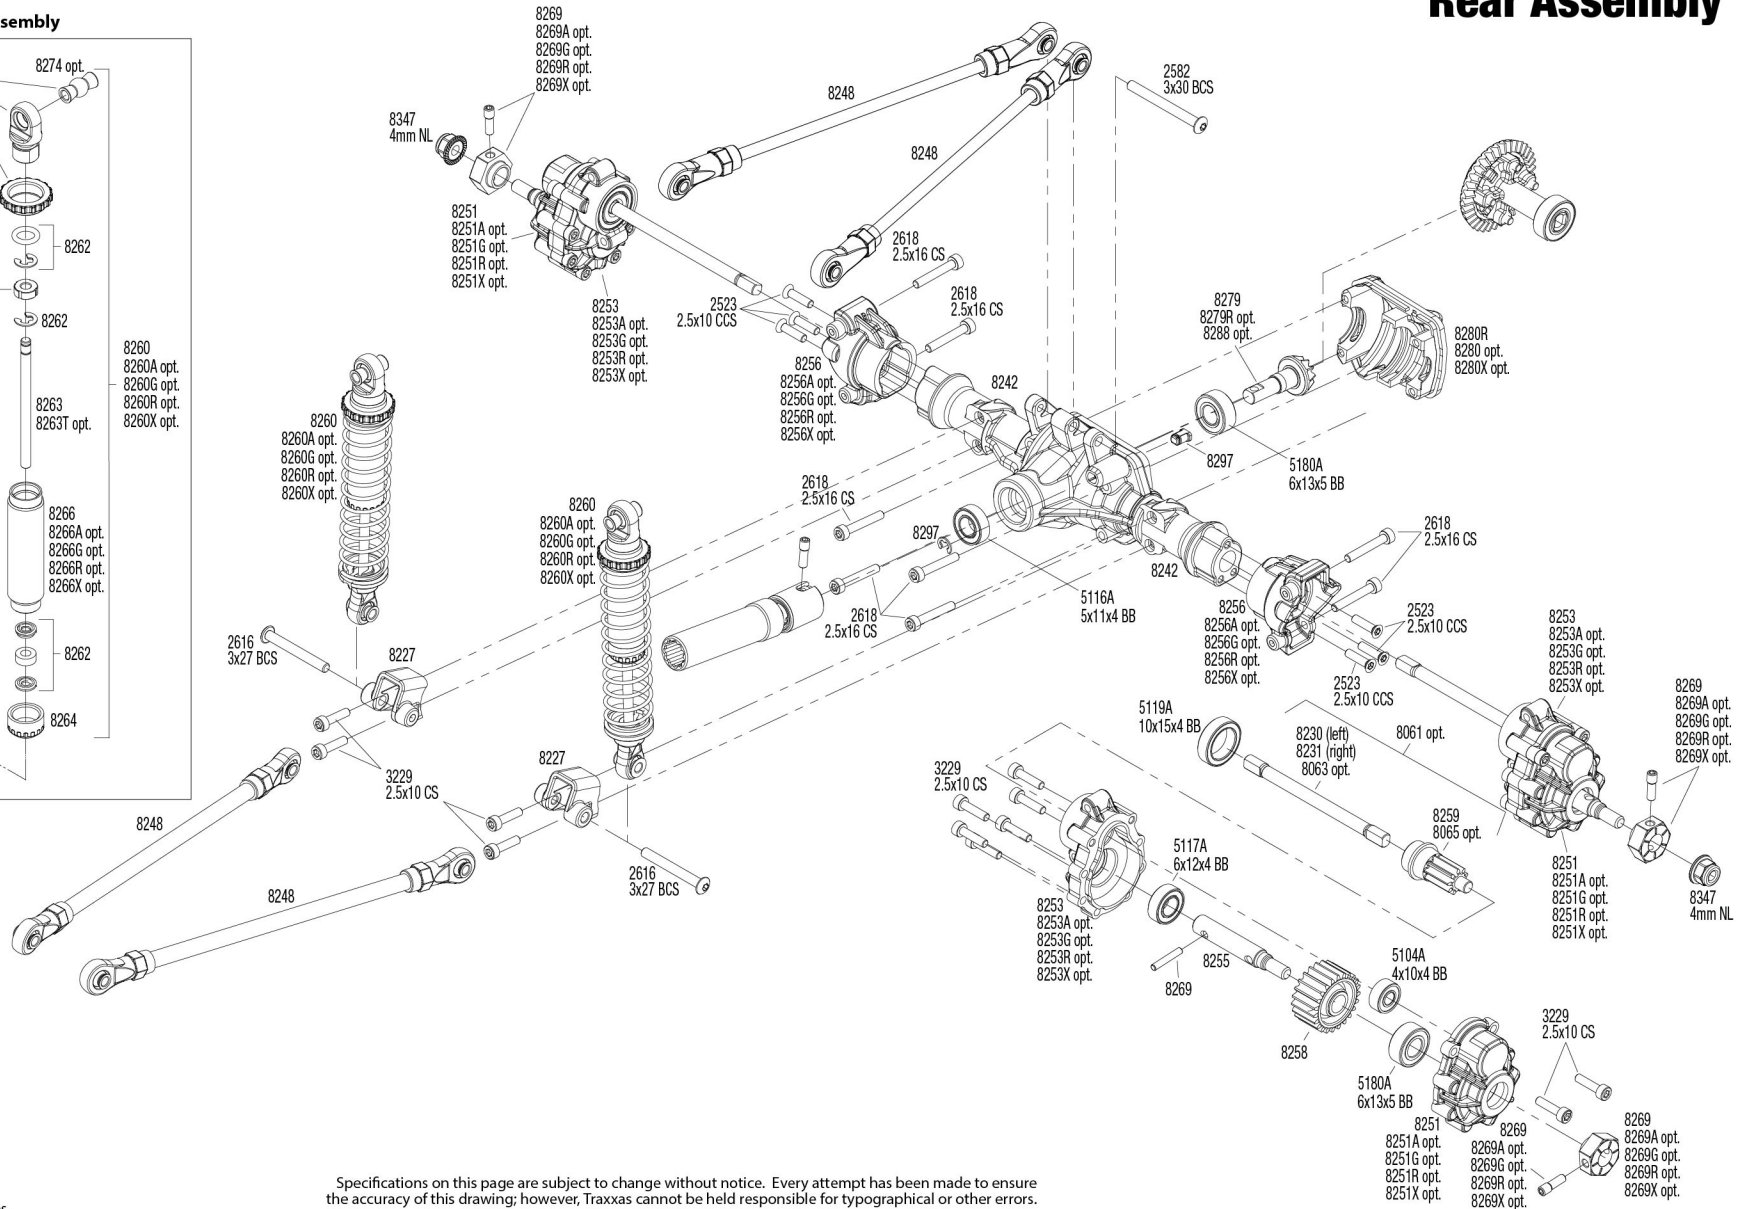 Rear Assembly
sembly
8274 opt.
8262
8262
8263
8263T opt.
8260
8260A opt.
8260G opt.
8260R opt.
8260X opt.
8266
8266A opt.
8266G opt.
8266R opt.
8266X opt.
8262
8264
8269
8269A opt.
8269G opt.
8269R opt.
8269X opt.
8347
4mm NL
8251
8251A opt.
8251G opt.
8251R opt.
8251X opt.
8253
8253A opt.
8253G opt.
8253R opt.
8253X opt.
8248
8248
2582
3x30 BCS
2618
2.5x16 CS
2618
2.5x16 CS
2523
2.5x10 CCS
8256
8256A opt.
8256G opt.
8256R opt.
8256X opt.
8242
8279
8279R opt.
8288 opt.
8280R
8280 opt.
8280X opt.
8297
5180A
6x13x5 BB
8260
8260A opt.
8260G opt.
8260R opt.
8260X opt.
8260
8260A opt.
8260G opt.
8260R opt.
8260X opt.
2618
2.5x16 CS
8297
2618
2.5x16 CS
5116A
5x11x4 BB
8242
2618
2.5x16 CS
8256
8256A opt.
8256G opt.
8256R opt.
8256X opt.
2523
2.5x10 CCS
2523
2.5x10 CCS
8253
8253A opt.
8253G opt.
8253R opt.
8253X opt.
8269
8269A opt.
8269G opt.
8269R opt.
8269X opt.
2616
3x27 BCS
8227
3229
2.5x10 CS
8227
2616
3x27 BCS
8248
8248
5119A
10x15x4 BB
8230 (left)
8231 (right)
8063 opt.
8061 opt.
8259
8065 opt.
8251
8251A opt.
8251G opt.
8251R opt.
8251X opt.
8347
4mm NL
3229
2.5x10 CS
5117A
6x12x4 BB
8253
8253A opt.
8253G opt.
8253R opt.
8253X opt.
8255
8269
5104A
4x10x4 BB
8258
5180A
6x13x5 BB
3229
2.5x10 CS
8251
8251A opt.
8251G opt.
8251R opt.
8251X opt.
8269
8269A opt.
8269G opt.
8269R opt.
8269X opt.
8269
8269A opt.
8269G opt.
8269R opt.
8269X opt.
Specifications on this page are subject to change without notice. Every attempt has been made to ensure
the accuracy of this drawing; however, Traxxas cannot be held responsible for typographical or other errors.